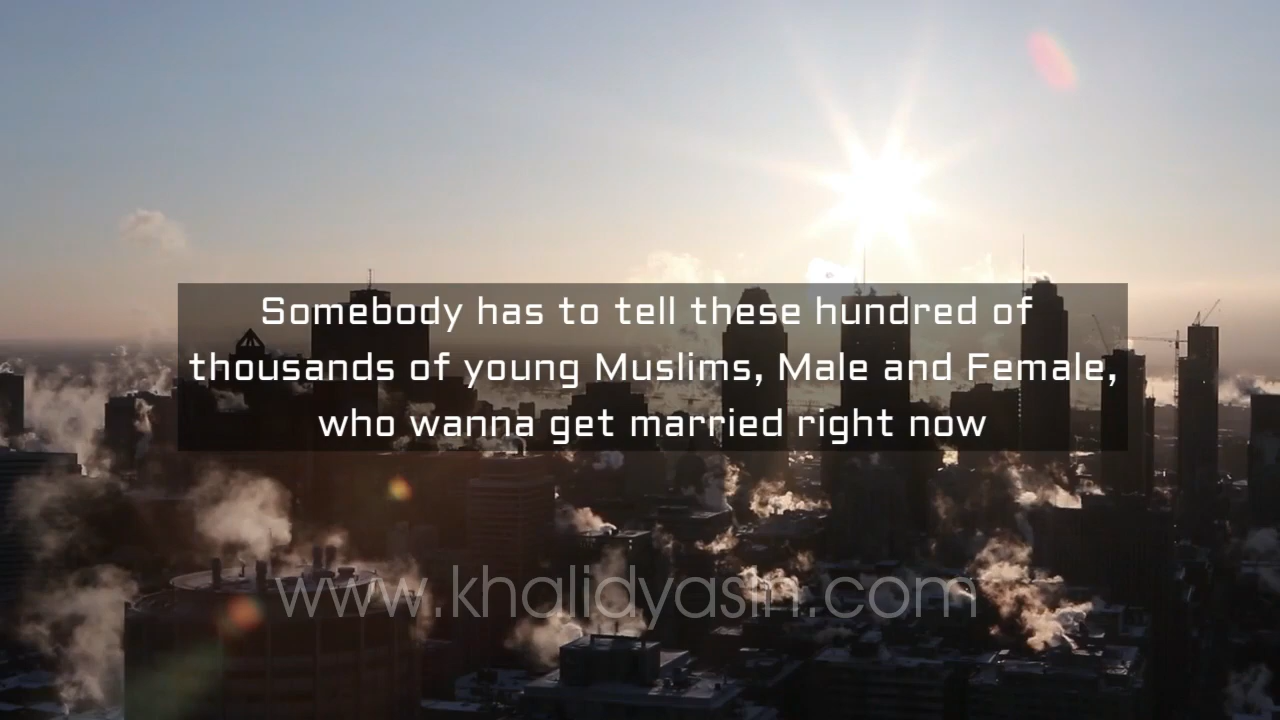 Somebody has to tell these hundred of
thousands of young Muslims, Male and Female,
who wanna get married right now
www.khalidyasin.com